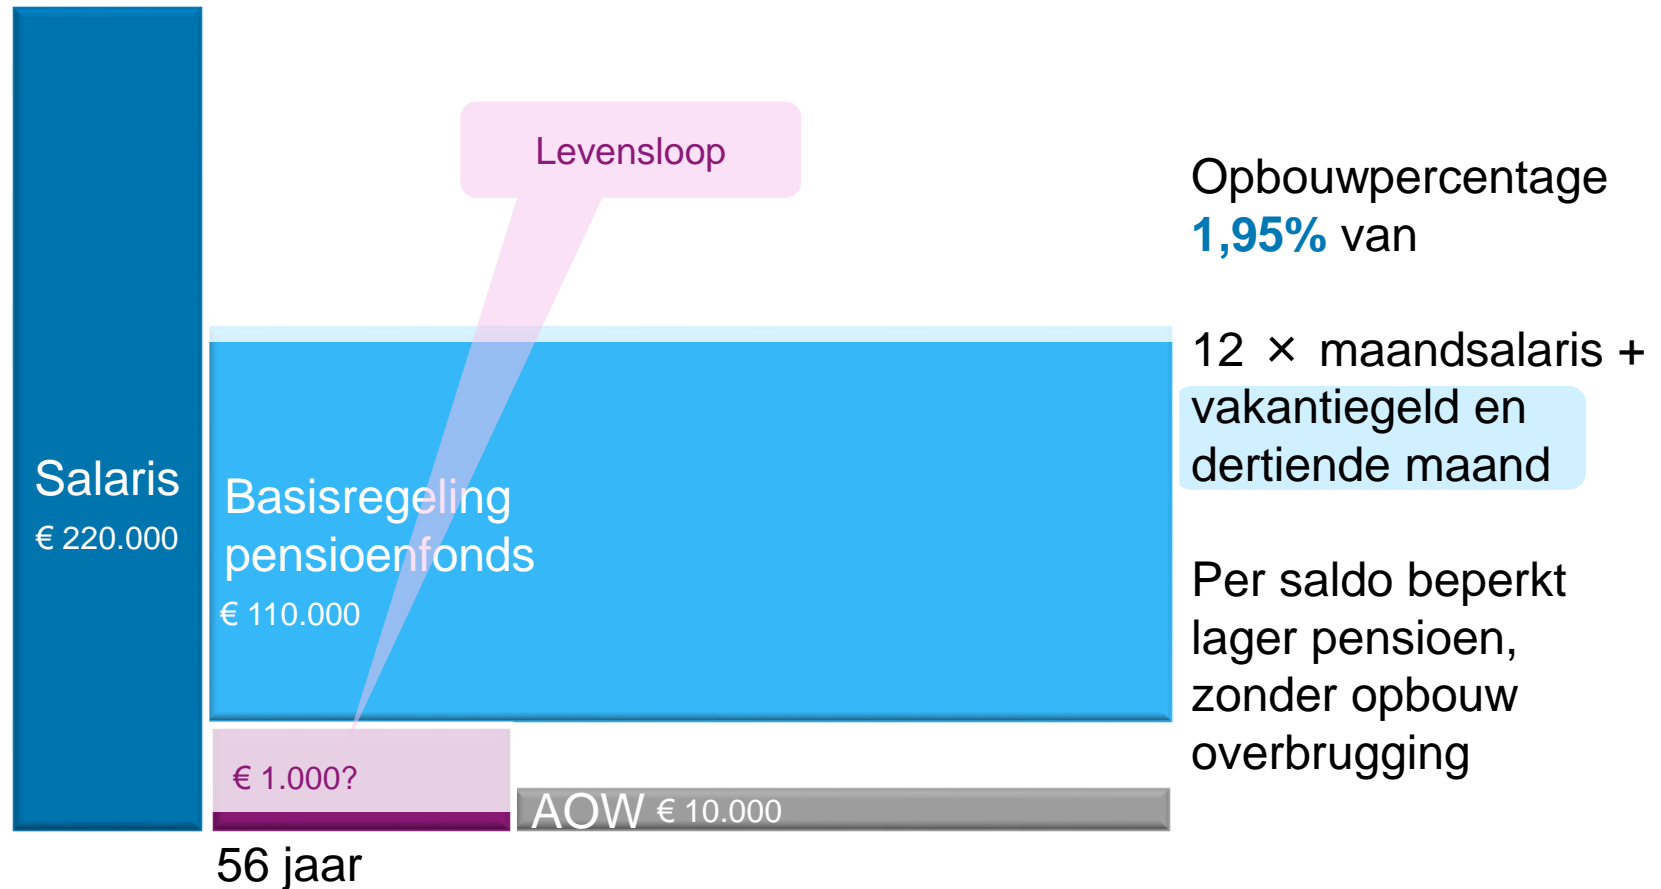 Levensloop
Salaris
€ 220.000
Basisregeling
pensioenfonds
€ 110.000
€ 1.000?
AOW € 10.000
56 jaar
Opbouwpercentage
1,95% van
12 × maandsalaris +
vakantiegeld en
dertiende maand
Per saldo beperkt
lager pensioen,
zonder opbouw
overbrugging